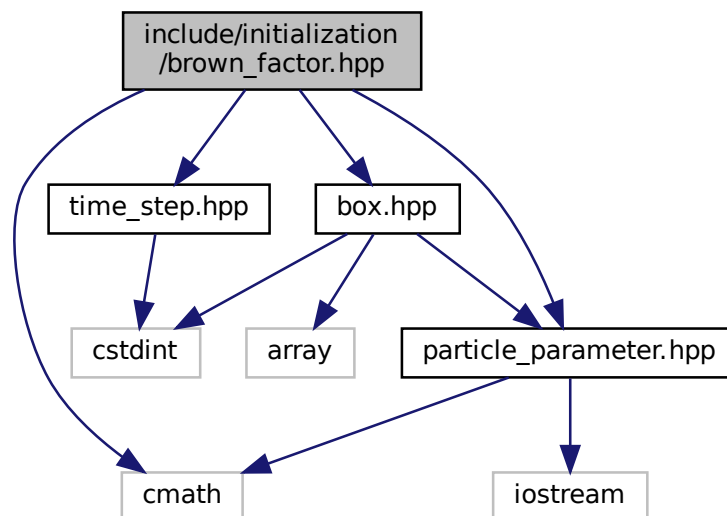 include/initialization
/brown_factor.hpp
time_step.hpp
box.hpp
cstdint
array
particle_parameter.hpp
cmath
iostream